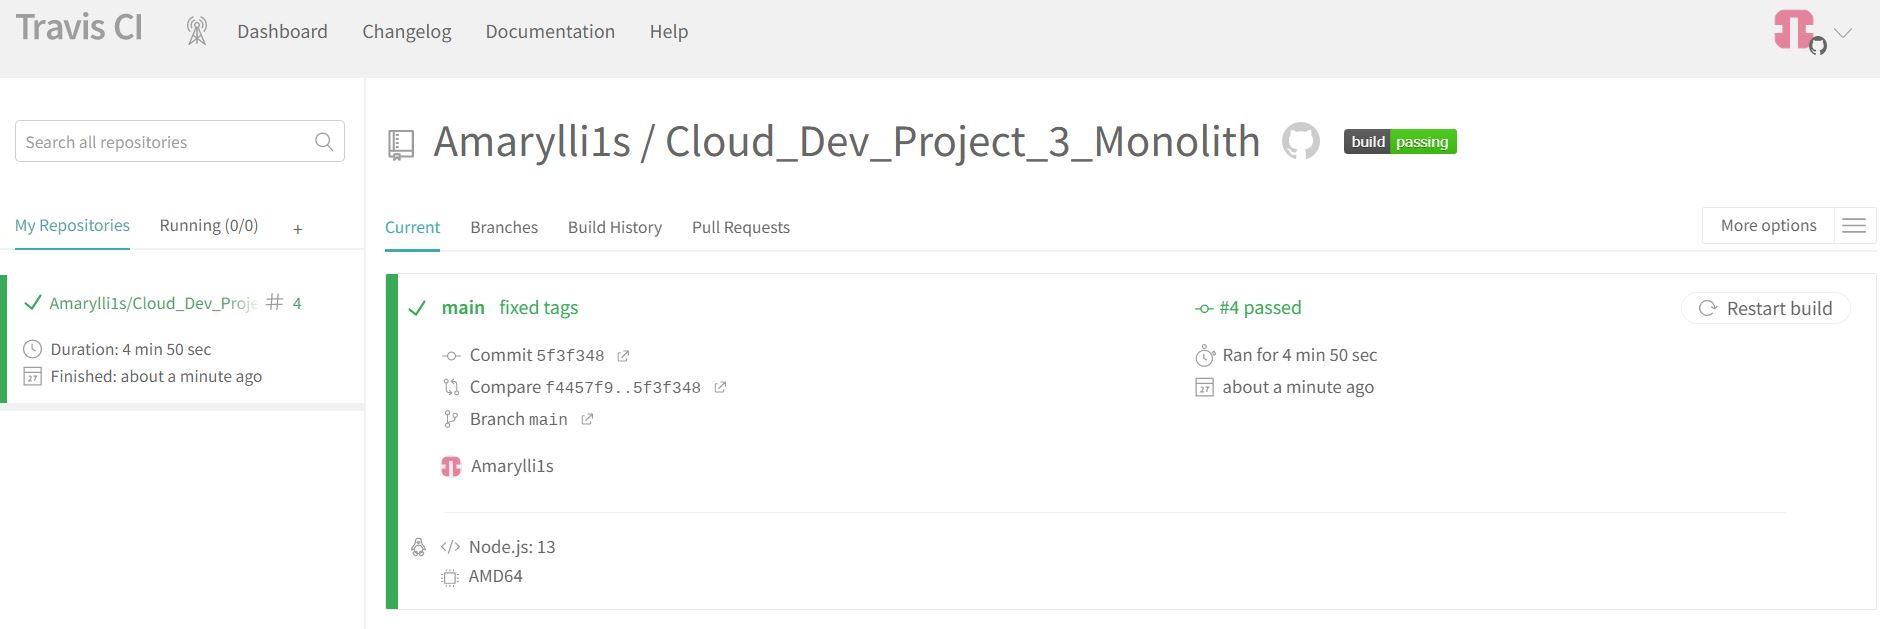 Travis CI Dashboard Changelog Documentation Help
Search all repositories
My Repositories Running (0/0) +
Amarylli1s/Cloud_Dev_Proje # 4
Duration: 4 min 50 sec
27 Finished: about a minute ago
Amarylli1s / Cloud_Dev_Project_3_Monolith build passing
Current Branches Build History Pull Requests More options
main fixed tags #4 passed Restart build
Commit 5f3f348 Ran for 4 min 50 sec
Compare f4457f9..5f3f348 27 about a minute ago
Branch main
Amarylli1s
</> Node.js: 13
AMD64